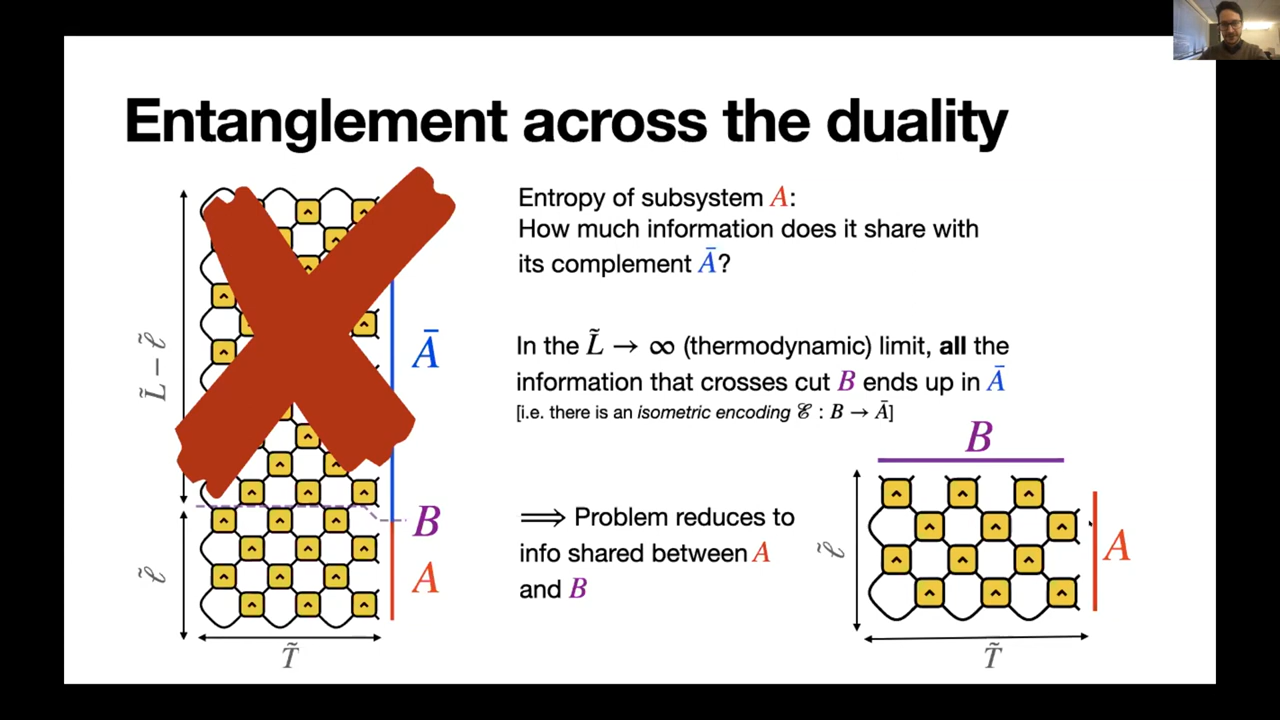 Entanglement across the duality
Entropy of subsystem A:
How much information does it share with
its complement Ā?
In the L̃ → ∞ (thermodynamic) limit, all the
information that crosses cut B ends up in Ā
[i.e. there is an isometric encoding ℰ : B → Ā]
⟹ Problem reduces to
info shared between A
and B
L̃ − ℓ̃
Ā
B
A
ℓ̃
T̃
B
ℓ̃
A
T̃